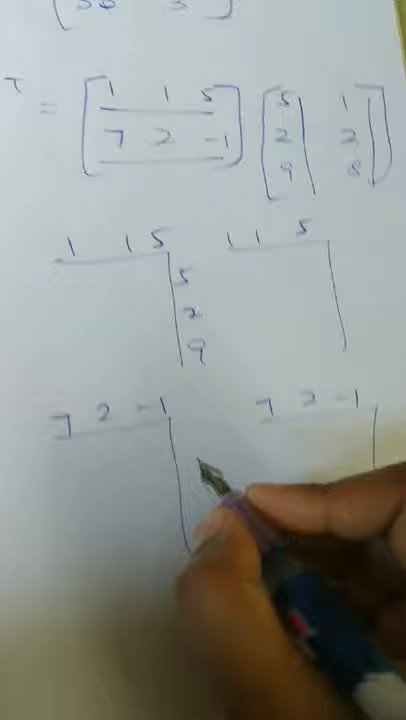 T = [ 1 1 5 [ 5 1
7 2 -1 ] 2 2
9 8 ]
1 1 5 1 1 5
5
2
9
7 2 -1 7 2 -1